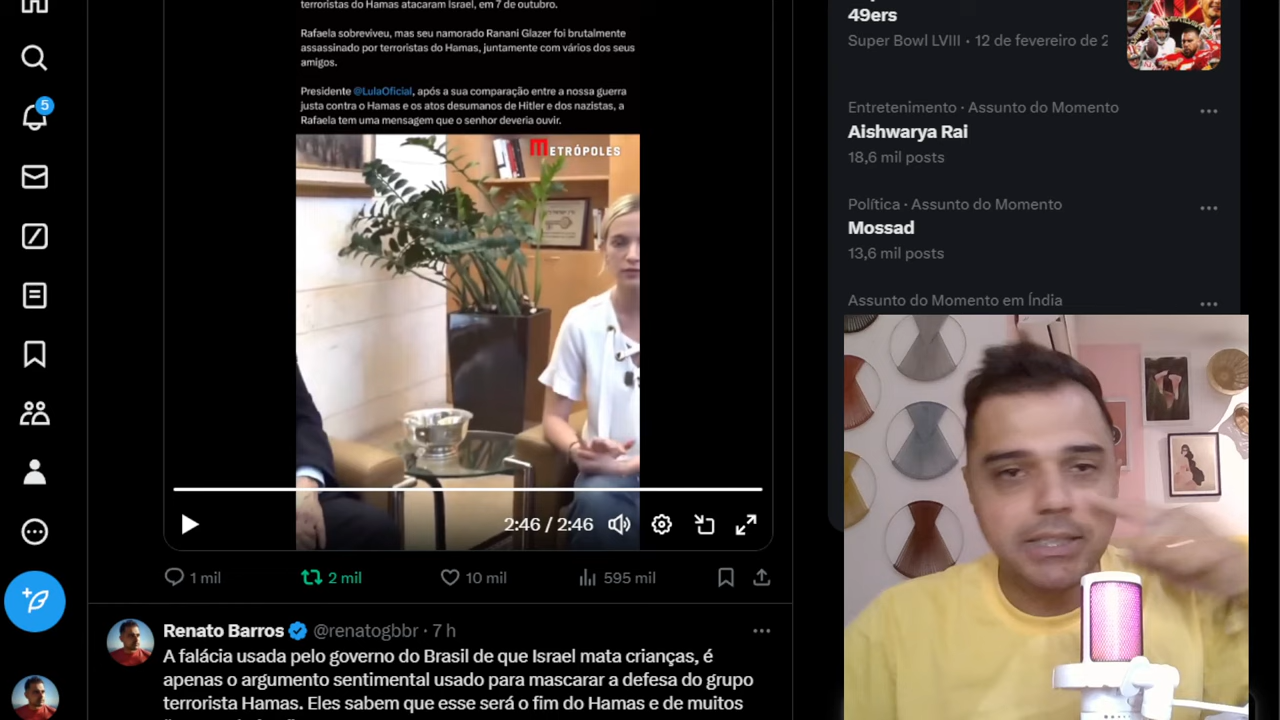 terroristas do Hamas atacaram Israel, em 7 de outubro.
Rafaela sobreviveu, mas seu namorado Ranani Glazer foi brutalmente
assassinado por terroristas do Hamas, juntamente com vários dos seus
amigos.
Presidente @LulaOficial, após a sua comparação entre a nossa guerra
justa contra o Hamas e os atos desumanos de Hitler e dos nazistas, a
Rafaela tem uma mensagem que o senhor deveria ouvir.
METRÓPOLES
2:46 / 2:46
1 mil
2 mil
10 mil
595 mil
Renato Barros @renatogbbr · 7 h
A falácia usada pelo governo do Brasil de que Israel mata crianças, é
apenas o argumento sentimental usado para mascarar a defesa do grupo
terrorista Hamas. Eles sabem que esse será o fim do Hamas e de muitos
5
49ers
Super Bowl LVIII · 12 de fevereiro de 2
Entretenimento · Assunto do Momento
Aishwarya Rai
18,6 mil posts
Política · Assunto do Momento
Mossad
13,6 mil posts
Assunto do Momento em Índia